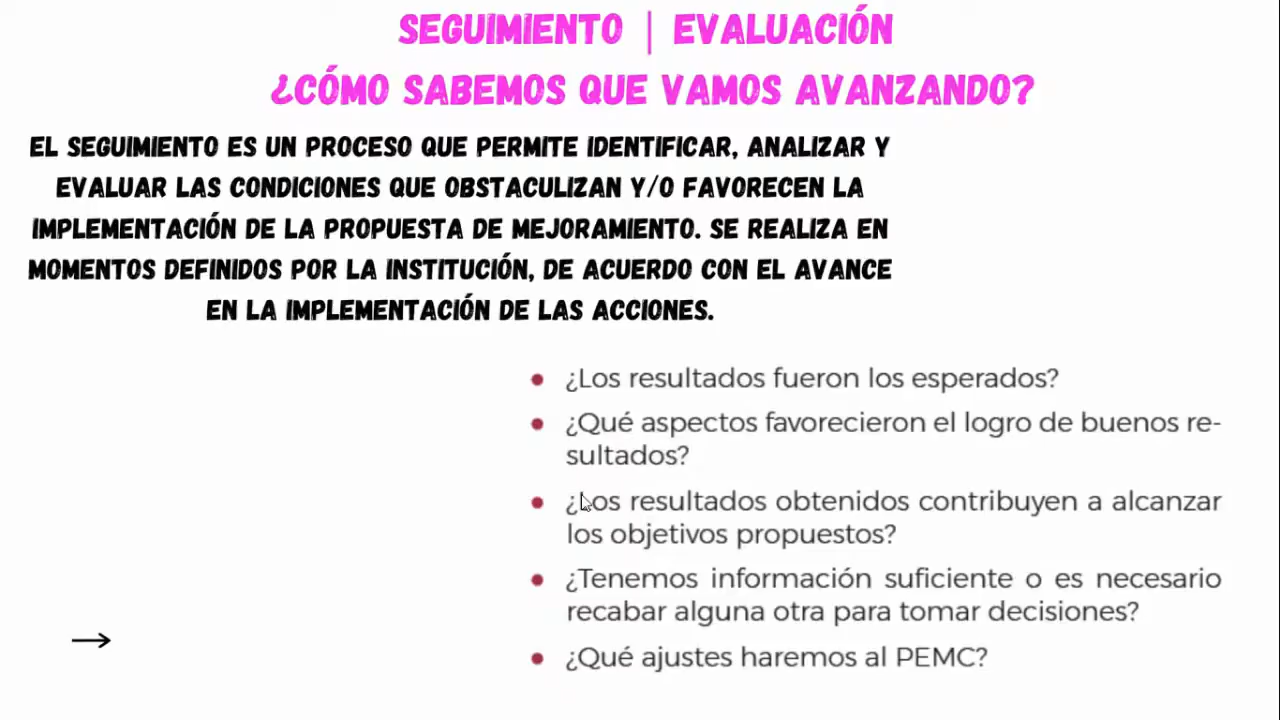 SEGUIMIENTO | EVALUACIÓN
¿CÓMO SABEMOS QUE VAMOS AVANZANDO?
EL SEGUIMIENTO ES UN PROCESO QUE PERMITE IDENTIFICAR, ANALIZAR Y
EVALUAR LAS CONDICIONES QUE OBSTACULIZAN Y/O FAVORECEN LA
IMPLEMENTACIÓN DE LA PROPUESTA DE MEJORAMIENTO. SE REALIZA EN
MOMENTOS DEFINIDOS POR LA INSTITUCIÓN, DE ACUERDO CON EL AVANCE
EN LA IMPLEMENTACIÓN DE LAS ACCIONES.
• ¿Los resultados fueron los esperados?
• ¿Qué aspectos favorecieron el logro de buenos re-
sultados?
• ¿Los resultados obtenidos contribuyen a alcanzar
los objetivos propuestos?
• ¿Tenemos información suficiente o es necesario
recabar alguna otra para tomar decisiones?
• ¿Qué ajustes haremos al PEMC?